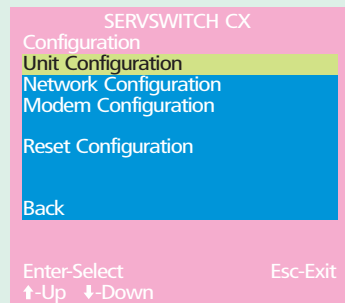 SERVSWITCH CX
Configuration
Unit Configuration
Network Configuration
Modem Configuration
Reset Configuration
Back
Enter-Select Esc-Exit
↑-Up ↓-Down